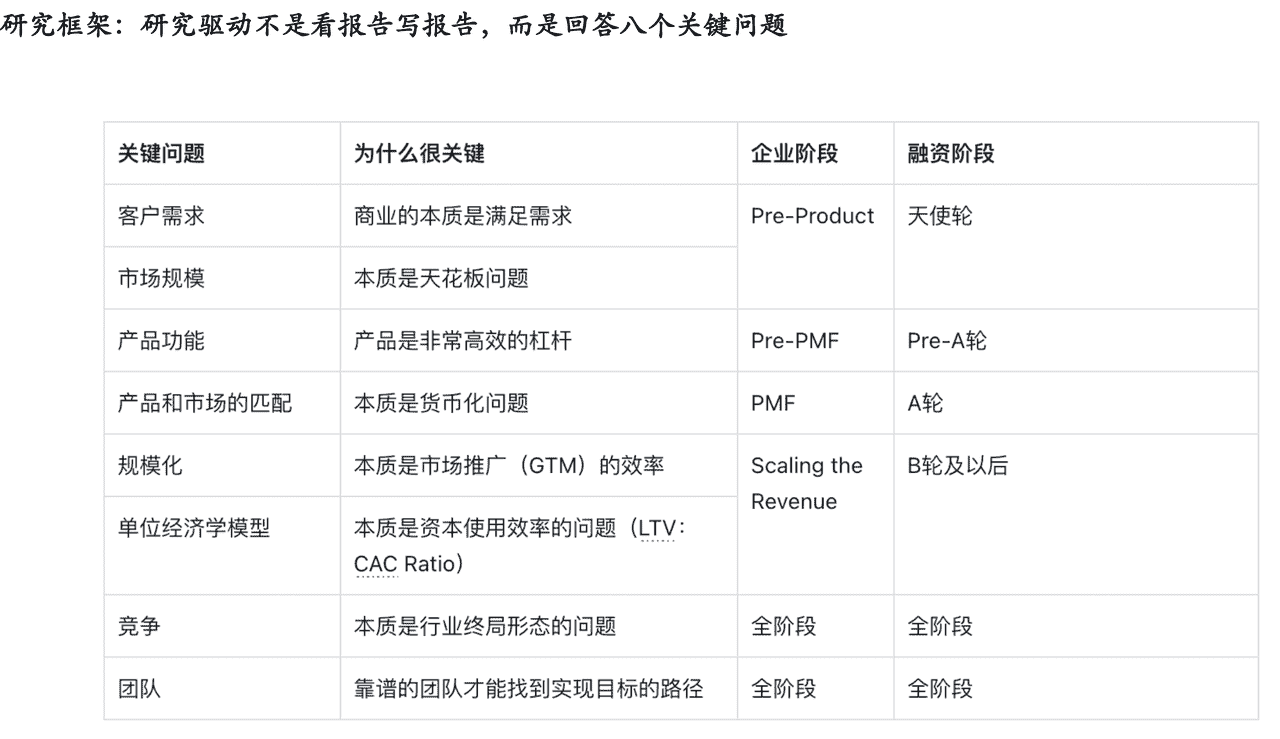 研究框架：研究驱动不是看报告写报告，而是回答八个关键问题
关键问题 为什么很关键 企业阶段 融资阶段
客户需求 商业的本质是满足需求 Pre-Product 天使轮
市场规模 本质是天花板问题
产品功能 产品是非常高效的杠杆 Pre-PMF Pre-A轮
产品和市场的匹配 本质是货币化问题 PMF A轮
规模化 本质是市场推广（GTM）的效率 Scaling the B轮及以后
Revenue
单位经济学模型 本质是资本使用效率的问题（LTV：
CAC Ratio）
竞争 本质是行业终局形态的问题 全阶段 全阶段
团队 靠谱的团队才能找到实现目标的路径 全阶段 全阶段